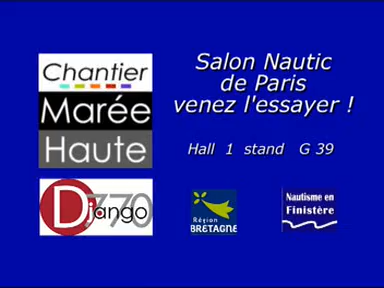 Chantier
Marée
Haute
Salon Nautic
de Paris
venez l'essayer !
Hall 1 stand G 39
Django
770
Région
BRETAGNE
Nautisme en
Finistère